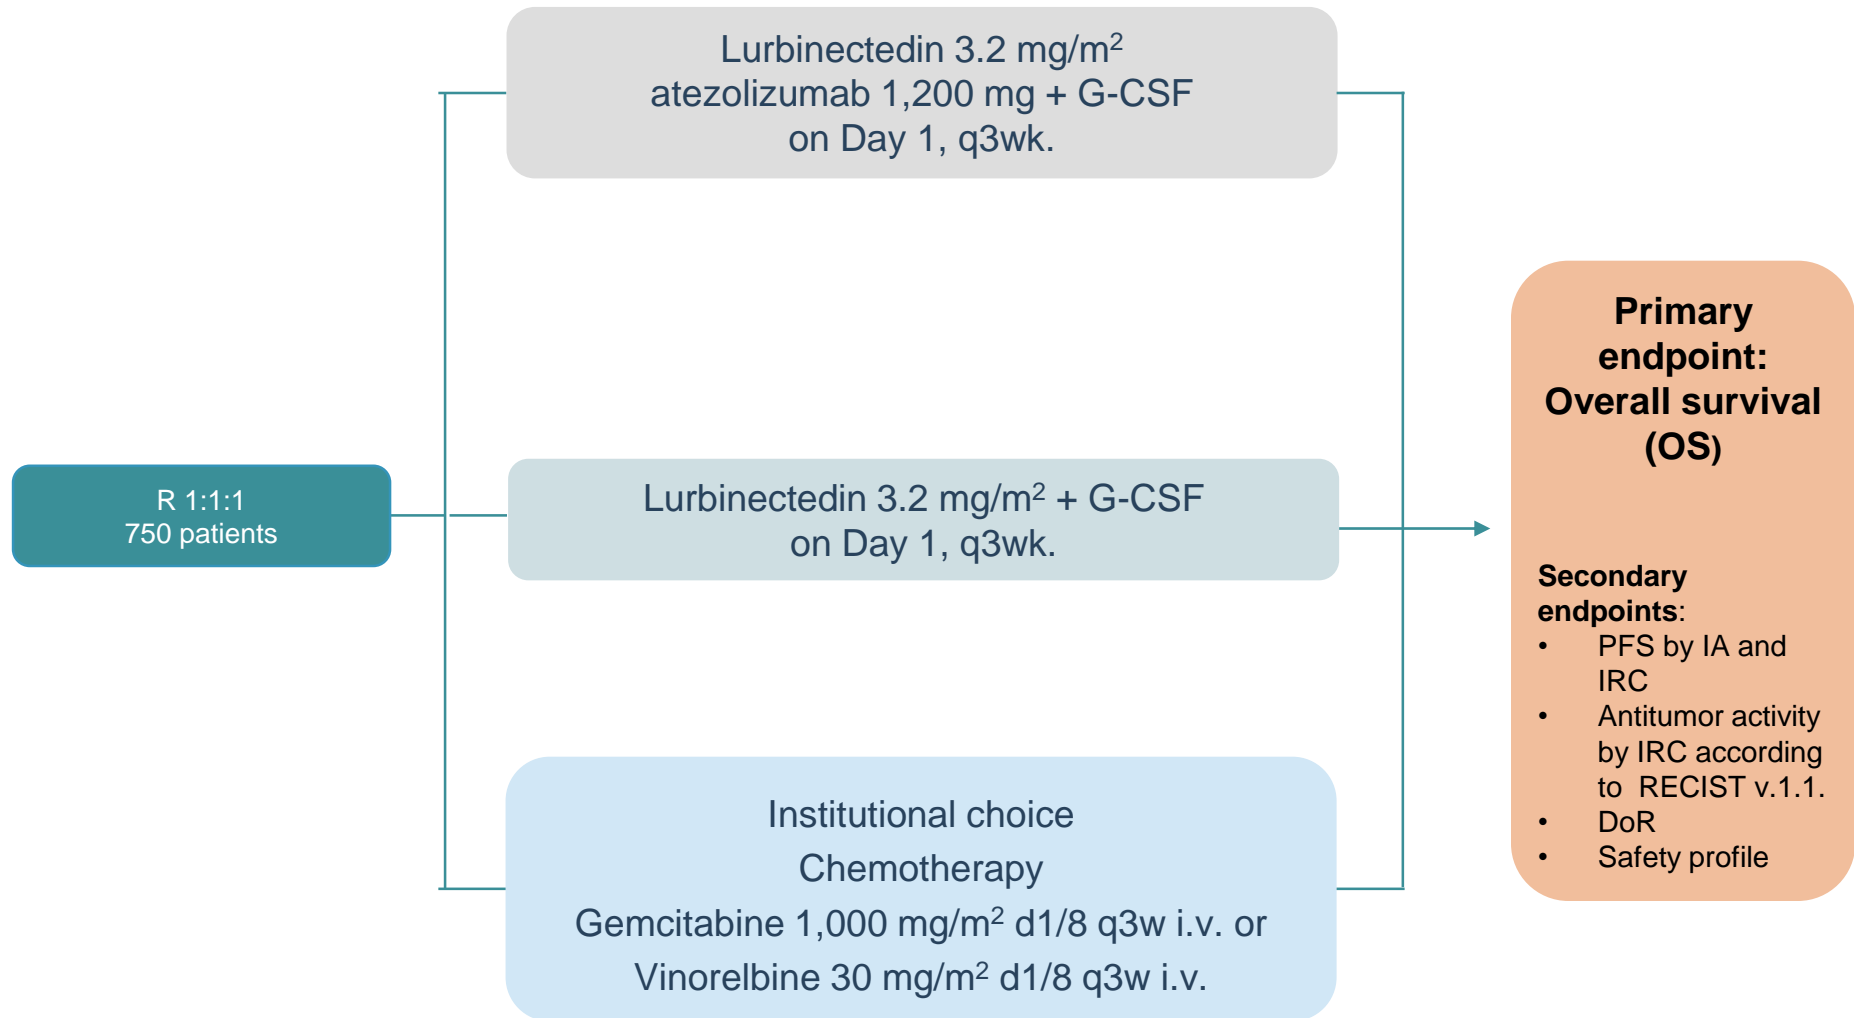 Lurbinectedin 3.2 mg/m²
atezolizumab 1,200 mg + G-CSF
on Day 1, q3wk.
R 1:1:1
750 patients
Lurbinectedin 3.2 mg/m² + G-CSF
on Day 1, q3wk.
Institutional choice
Chemotherapy
Gemcitabine 1,000 mg/m² d1/8 q3w i.v. or
Vinorelbine 30 mg/m² d1/8 q3w i.v.
Primary
endpoint:
Overall survival
(OS)
Secondary
endpoints:
• PFS by IA and
IRC
• Antitumor activity
by IRC according
to RECIST v.1.1.
• DoR
• Safety profile